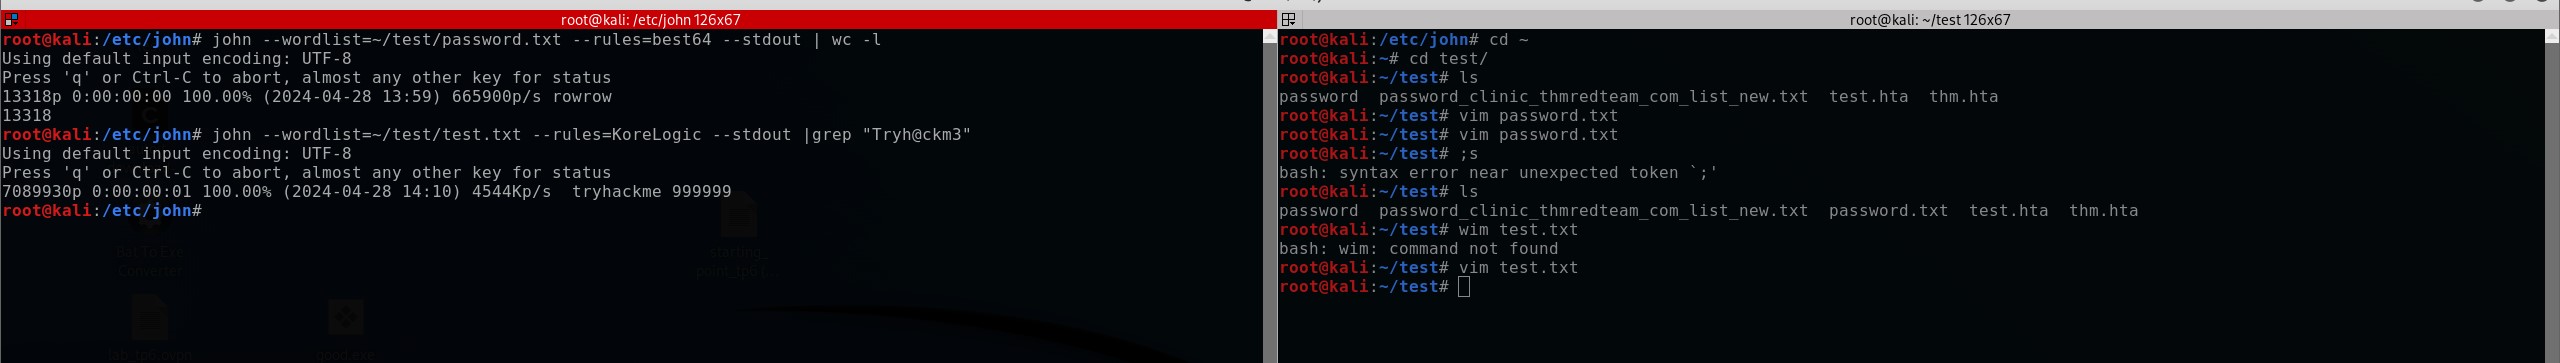 root@kali: /etc/john 126x67
root@kali:/etc/john# john --wordlist=~/test/password.txt --rules=best64 --stdout | wc -l
Using default input encoding: UTF-8
Press 'q' or Ctrl-C to abort, almost any other key for status
13318p 0:00:00:00 100.00% (2024-04-28 13:59) 665900p/s rowrow
13318
root@kali:/etc/john# john --wordlist=~/test/test.txt --rules=KoreLogic --stdout |grep "Tryh@ckm3"
Using default input encoding: UTF-8
Press 'q' or Ctrl-C to abort, almost any other key for status
7089930p 0:00:00:01 100.00% (2024-04-28 14:10) 4544Kp/s  tryhackme 999999
root@kali:/etc/john#
Bat To Exe
Converter
starting_
good.exe
root@kali: ~/test 126x67
root@kali:/etc/john# cd ~
root@kali:~# cd test/
root@kali:~/test# ls
password  password_clinic_thmredteam_com_list_new.txt  test.hta  thm.hta
root@kali:~/test# vim password.txt
root@kali:~/test# vim password.txt
root@kali:~/test# ;s
bash: syntax error near unexpected token `;'
root@kali:~/test# ls
password  password_clinic_thmredteam_com_list_new.txt  password.txt  test.hta  thm.hta
root@kali:~/test# wim test.txt
bash: wim: command not found
root@kali:~/test# vim test.txt
root@kali:~/test#